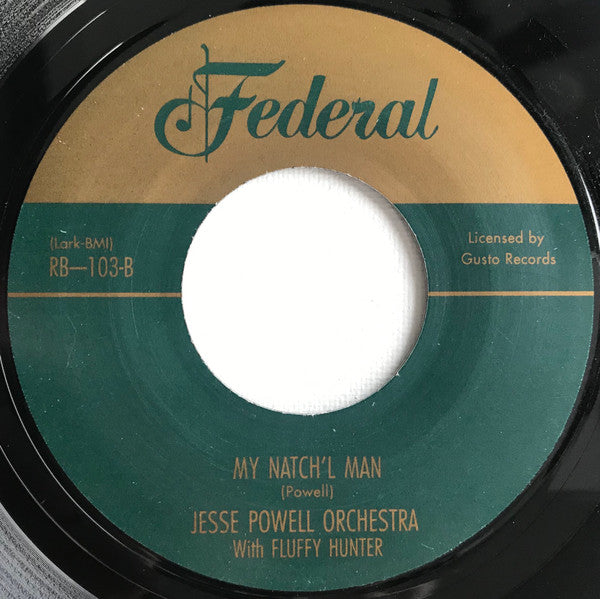 Federal
(Lark-BMI)
RB—103-B
Licensed by
Gusto Records
MY NATCH'L MAN
(Powell)
JESSE POWELL ORCHESTRA
With FLUFFY HUNTER